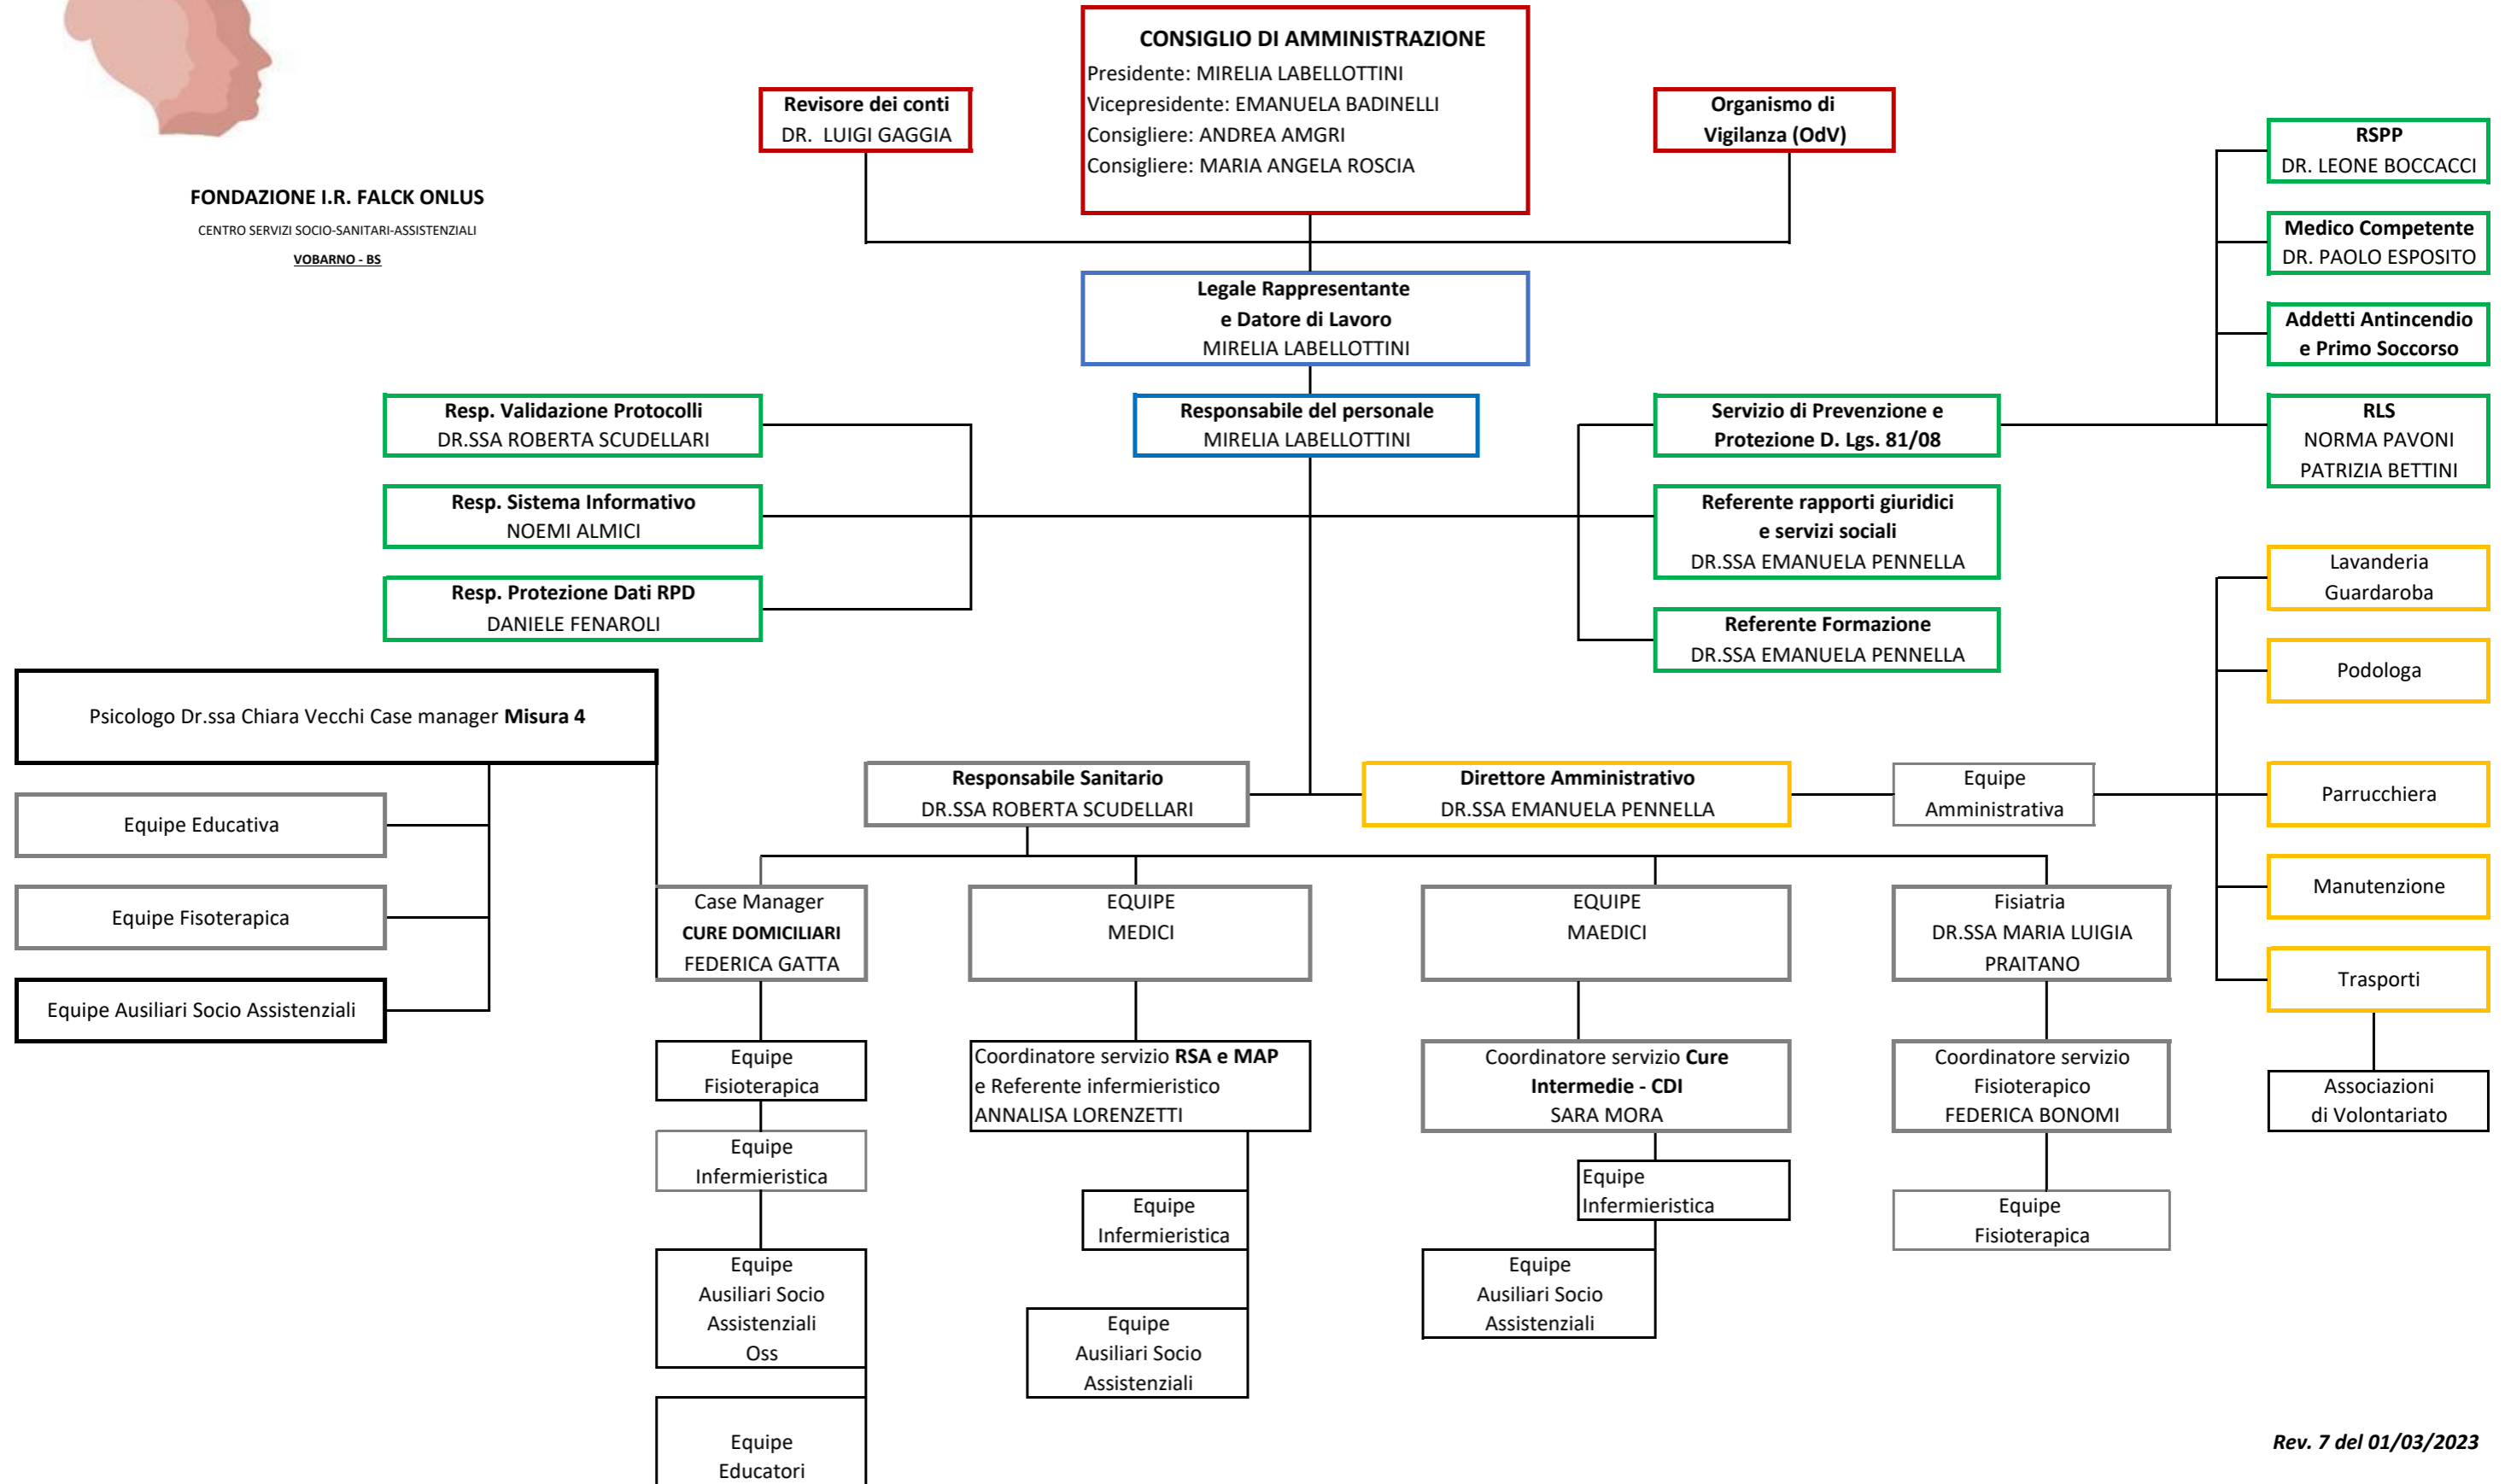 CONSIGLIO DI AMMINISTRAZIONE
Presidente: MIRELIA LABELLOTTINI
Vicepresidente: EMANUELA BADINELLI
Consigliere: ANDREA AMGRI
Consigliere: MARIA ANGELA ROSCIA
Revisore dei conti
DR. LUIGI GAGGIA
Organismo di
Vigilanza (OdV)
FONDAZIONE I.R. FALCK ONLUS
CENTRO SERVIZI SOCIO-SANITARI-ASSISTENZIALI
VOBARNO - BS
RSPP
DR. LEONE BOCCACCI
Medico Competente
DR. PAOLO ESPOSITO
Addetti Antincendio
e Primo Soccorso
RLS
NORMA PAVONI
PATRIZIA BETTINI
Legale Rappresentante
e Datore di Lavoro
MIRELIA LABELLOTTINI
Responsabile del personale
MIRELIA LABELLOTTINI
Resp. Validazione Protocolli
DR.SSA ROBERTA SCUDELLARI
Resp. Sistema Informativo
NOEMI ALMICI
Resp. Protezione Dati RPD
DANIELE FENAROLI
Servizio di Prevenzione e
Protezione D. Lgs. 81/08
Referente rapporti giuridici
e servizi sociali
DR.SSA EMANUELA PENNELLA
Referente Formazione
DR.SSA EMANUELA PENNELLA
Lavanderia
Guardaroba
Podologa
Parrucchiera
Manutenzione
Trasporti
Associazioni
di Volontariato
Psicologo Dr.ssa Chiara Vecchi Case manager Misura 4
Equipe Educativa
Equipe Fisoterapica
Equipe Ausiliari Socio Assistenziali
Responsabile Sanitario
DR.SSA ROBERTA SCUDELLARI
Direttore Amministrativo
DR.SSA EMANUELA PENNELLA
Equipe
Amministrativa
Case Manager
CURE DOMICILIARI
FEDERICA GATTA
EQUIPE
MEDICI
EQUIPE
MAEDICI
Fisiatria
DR.SSA MARIA LUIGIA
PRAITANO
Equipe
Fisioterapica
Equipe
Infermieristica
Equipe
Ausiliari Socio
Assistenziali
Oss
Equipe
Educatori
Coordinatore servizio RSA e MAP
e Referente infermieristico
ANNALISA LORENZETTI
Equipe
Infermieristica
Equipe
Ausiliari Socio
Assistenziali
Coordinatore servizio Cure
Intermedie - CDI
SARA MORA
Equipe
Infermieristica
Equipe
Ausiliari Socio
Assistenziali
Coordinatore servizio
Fisioterapico
FEDERICA BONOMI
Equipe
Fisioterapica
Rev. 7 del 01/03/2023